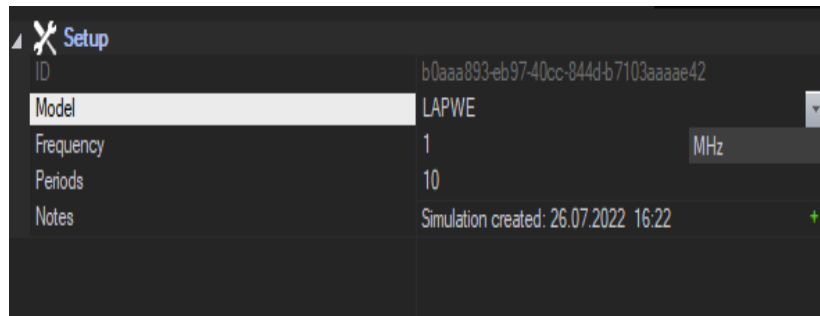 Setup
ID b0aaa893-eb97-40cc-844d-b7103aaaae42
Model LAPWE
Frequency 1 MHz
Periods 10
Notes Simulation created: 26.07.2022 16:22 +